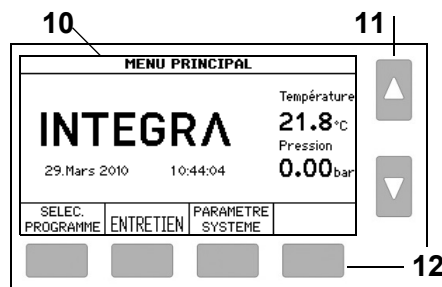 10
11
MENU PRINCIPAL
Température
21.8°C
INTEGRA
Pression
29.Mars 2010 10:44:04
0.00bar
SELEC. PROGRAMME
ENTRETIEN
PARAMETRE SYSTEME
12